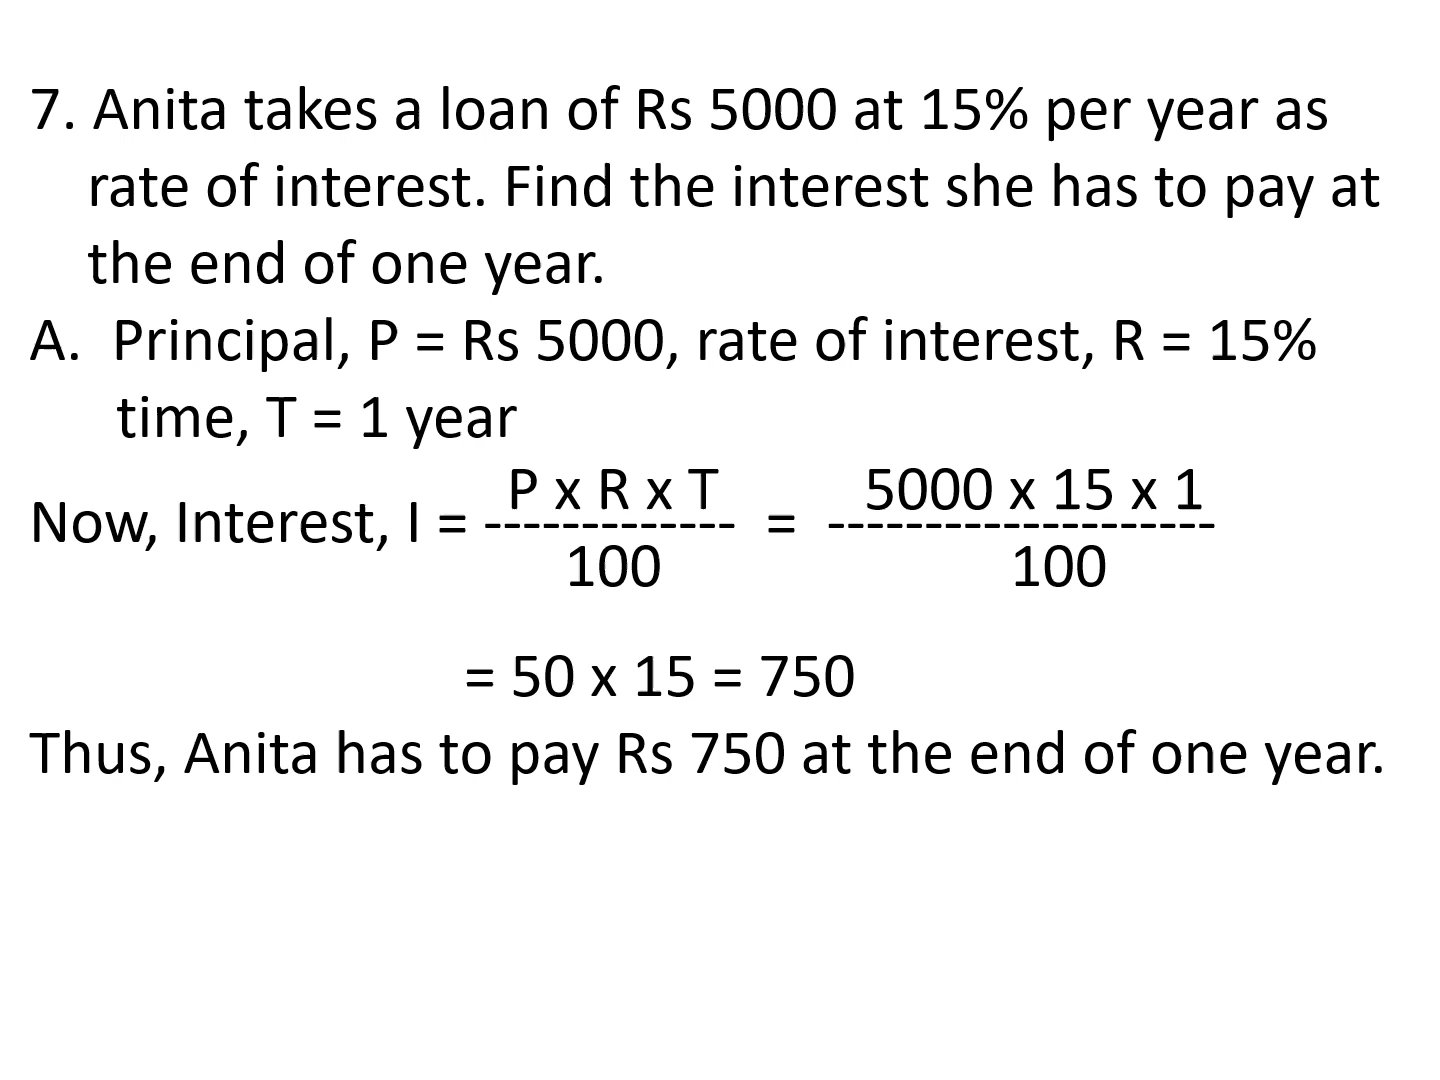 7. Anita takes a loan of Rs 5000 at 15% per year as
rate of interest. Find the interest she has to pay at
the end of one year.
A. Principal, P = Rs 5000, rate of interest, R = 15%
time, T = 1 year
P x R x T 5000 x 15 x 1
Now, Interest, I = ------------- = --------------------
100 100
= 50 x 15 = 750
Thus, Anita has to pay Rs 750 at the end of one year.